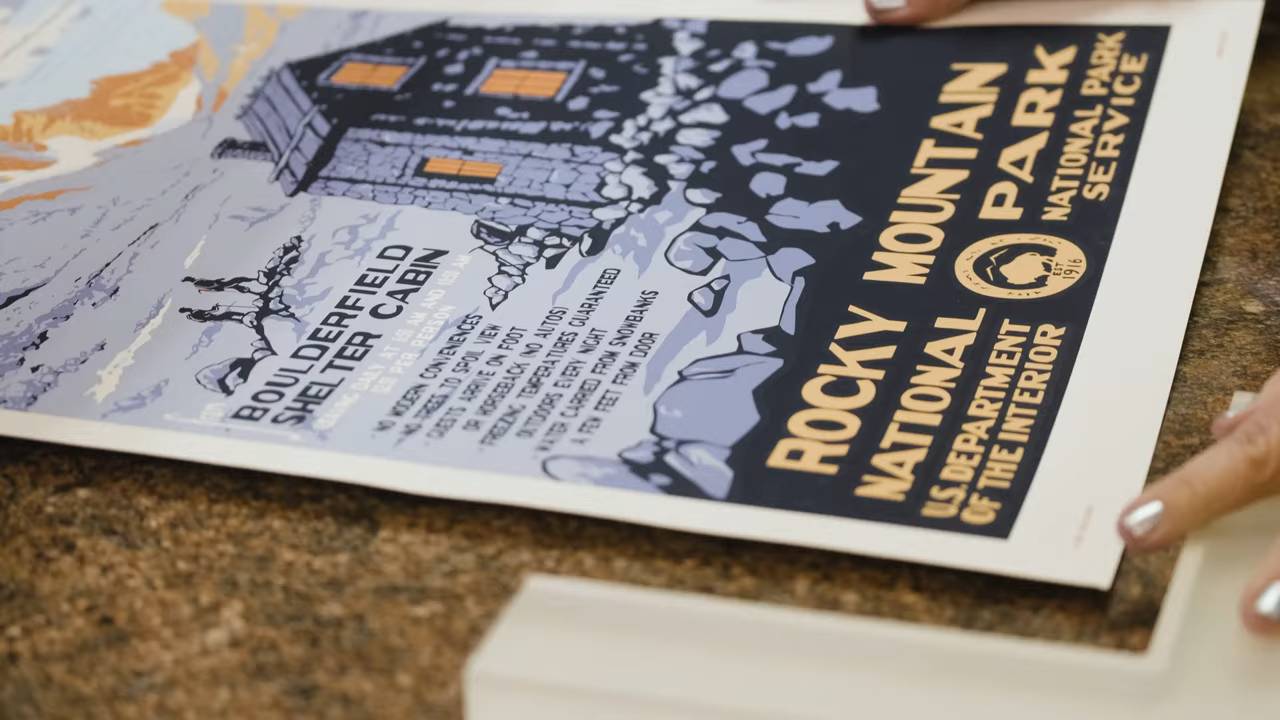 BOULDERFIELD
SHELTER CABIN
NO MODERN CONVENIENCES
NO TREES TO SPOIL VIEW
GUESTS ARRIVE ON FOOT
OR HORSEBACK (NO AUTOS)
FREEZING TEMPERATURES GUARANTEED
OUTDOORS EVERY NIGHT
WATER CARRIED FROM SNOWBANKS
A FEW FEET FROM DOOR
ROCKY MOUNTAIN
NATIONAL PARK
U.S. DEPARTMENT
OF THE INTERIOR
EST
1916
NATIONAL PARK
SERVICE